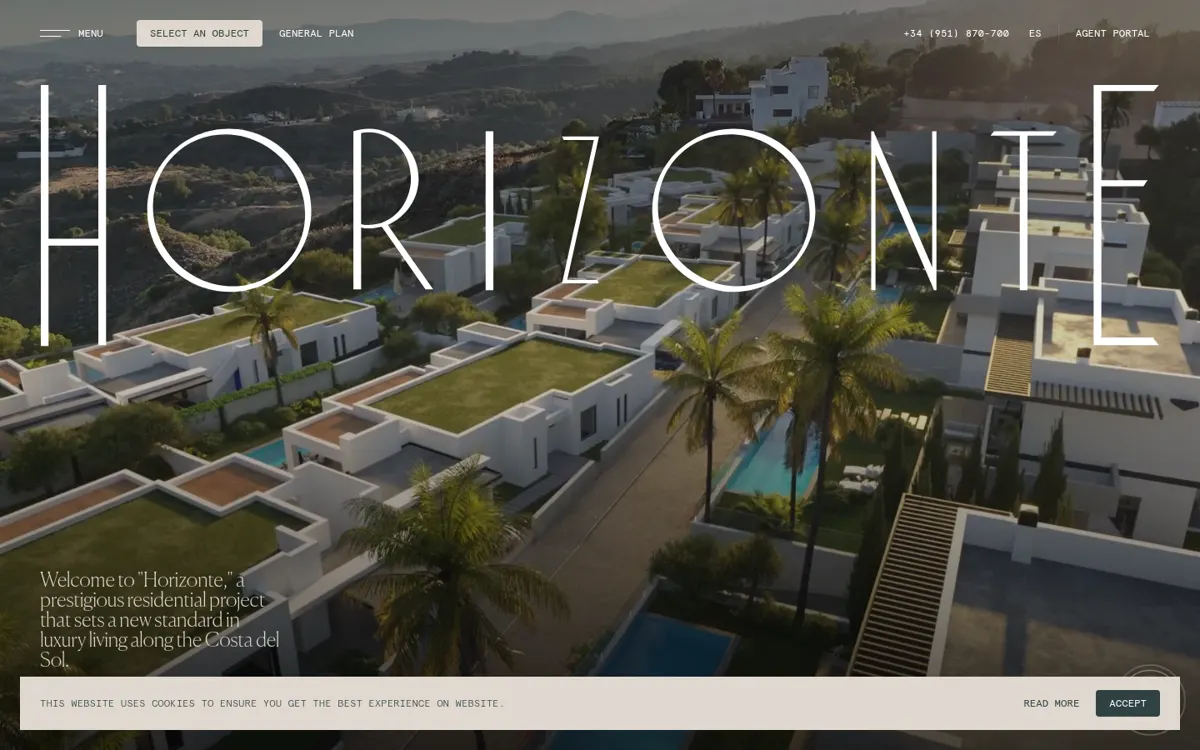 MENU
SELECT AN OBJECT
GENERAL PLAN
+34 (951) 870-700
ES
AGENT PORTAL
HORIZONTE
Welcome to "Horizonte," a
prestigious residential project
that sets a new standard in
luxury living along the Costa del
Sol.
THIS WEBSITE USES COOKIES TO ENSURE YOU GET THE BEST EXPERIENCE ON WEBSITE.
READ MORE
ACCEPT